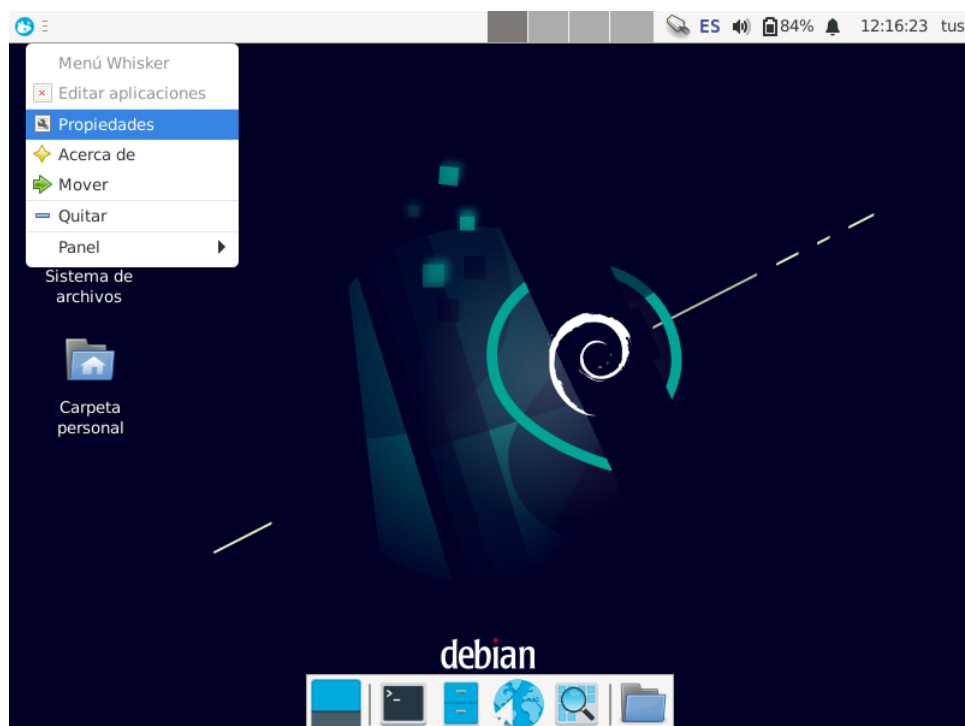 ES 84% 12:16:23 tus
Menú Whisker
Editar aplicaciones
Propiedades
Acerca de
Mover
Quitar
Panel
Sistema de
archivos
Carpeta
personal
debian
>_